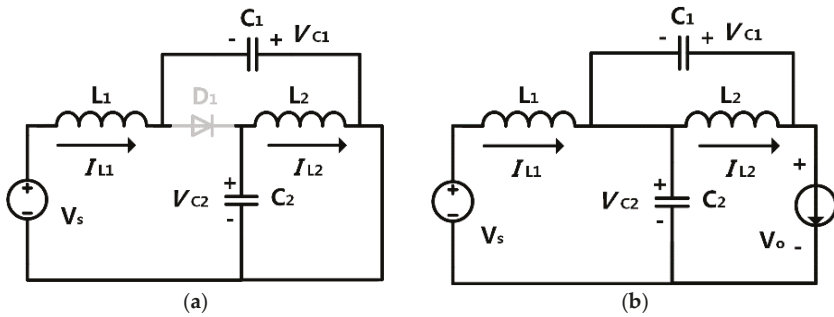 C1
- + VC1
L1
D1
L2
IL1
IL2
+
-
Vs
VC2
+
-
C2
(a)
C1
- + VC1
L1
L2
IL1
IL2
+
-
Vs
VC2
+
-
C2
+
Vo
-
(b)